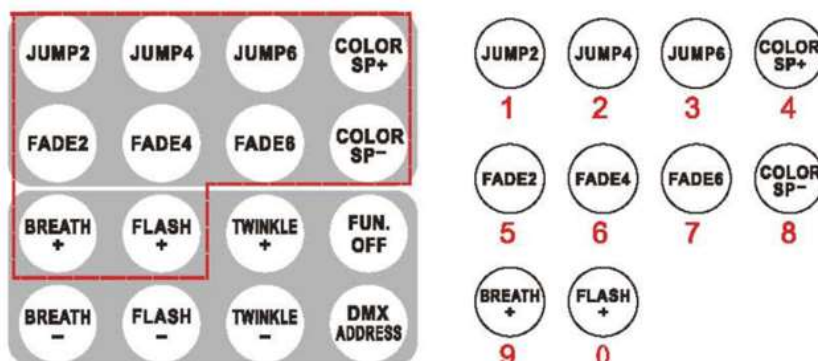 JUMP2 JUMP4 JUMP6 COLOR SP+
FADE2 FADE4 FADE6 COLOR SP−
BREATH + FLASH + TWINKLE + FUN. OFF
BREATH − FLASH − TWINKLE − DMX ADDRESS
JUMP2 JUMP4 JUMP6 COLOR SP+
1 2 3 4
FADE2 FADE4 FADE6 COLOR SP−
5 6 7 8
BREATH + FLASH +
9 0